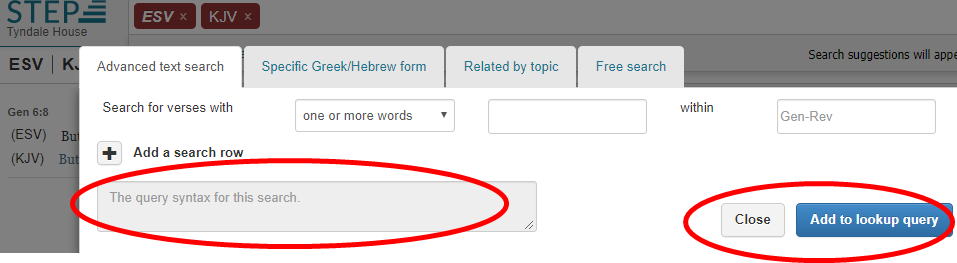 STEP
Tyndale House
ESV × KJV ×
ESV
Advanced text search Specific Greek/Hebrew form Related by topic Free search
Search suggestions will appe
Search for verses with one or more words within Gen-Rev
Gen 6:8
(ESV) But
(KJV) But
Add a search row
The query syntax for this search.
Close Add to lookup query